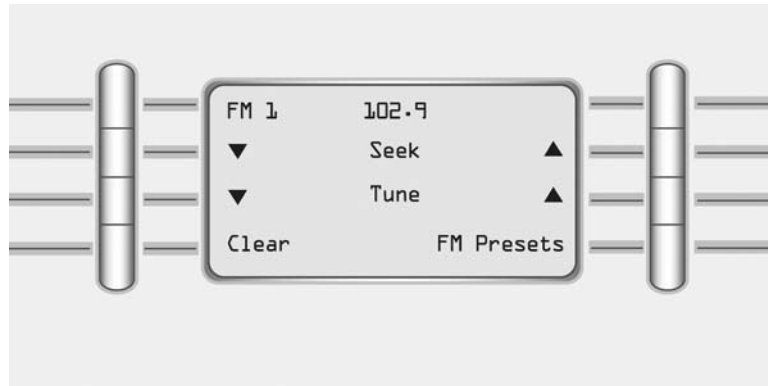 FM 1 102.9
▼ Seek ▲
▼ Tune ▲
Clear FM Presets